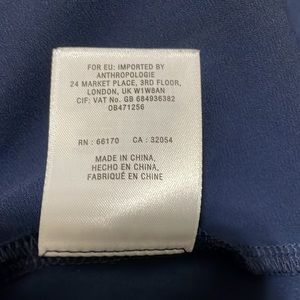 FOR EU: IMPORTED BY
ANTHROPOLOGIE
24 MARKET PLACE, 3RD FLOOR,
LONDON, UK W1W8AN
CIF: VAT No. GB 684936382
OB471256
RN : 66170 CA : 32054
MADE IN CHINA,
HECHO EN CHINA,
FABRIQUÉ EN CHINE